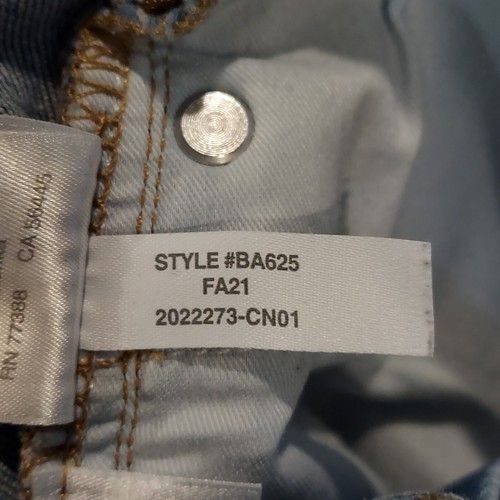 STYLE #BA625
FA21
2022273-CN01
RN 77388 CA 56445